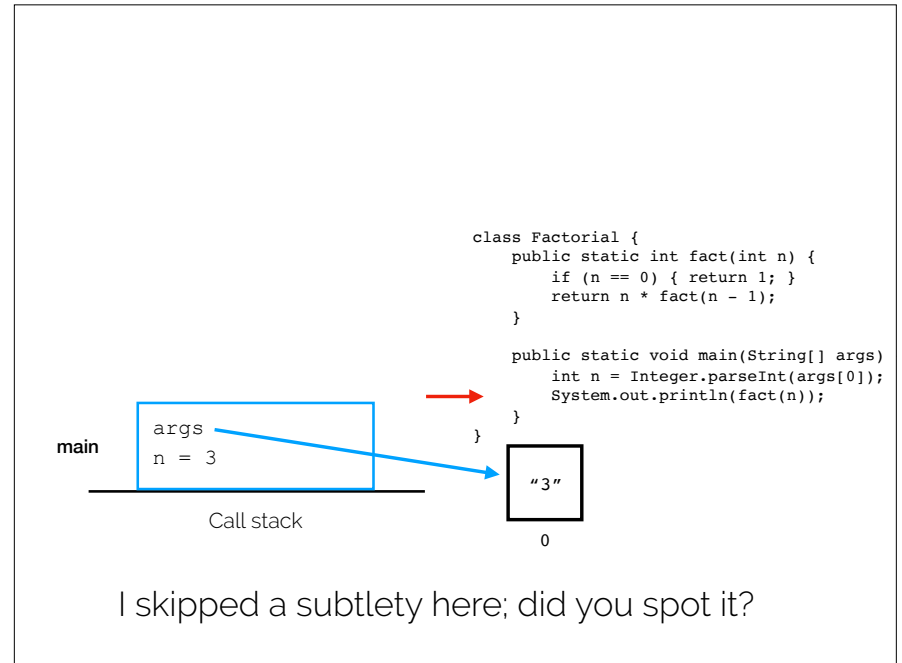 class Factorial {
    public static int fact(int n) {
        if (n == 0) { return 1; }
        return n * fact(n - 1);
    }

    public static void main(String[] args)
        int n = Integer.parseInt(args[0]);
        System.out.println(fact(n));
    }
}
main
args
n = 3
“3”
0
Call stack
I skipped a subtlety here; did you spot it?